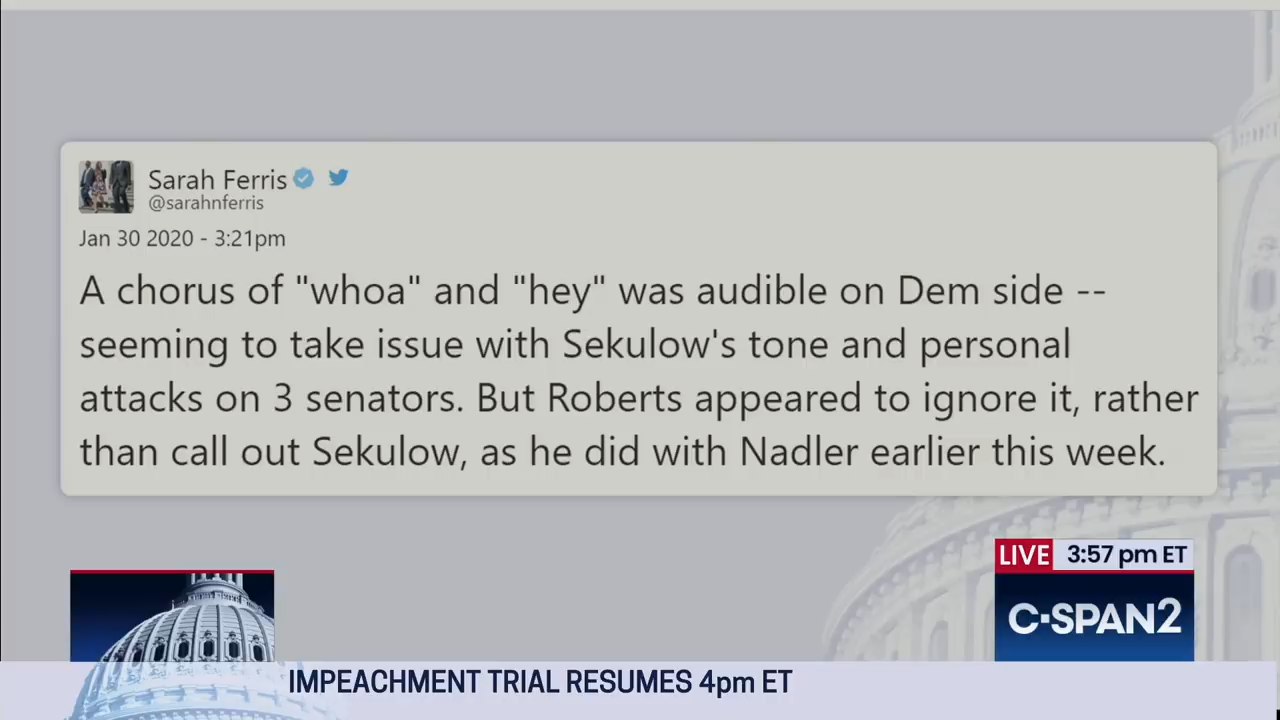 Sarah Ferris
@sarahnferris
Jan 30 2020 - 3:21pm
A chorus of "whoa" and "hey" was audible on Dem side --
seeming to take issue with Sekulow's tone and personal
attacks on 3 senators. But Roberts appeared to ignore it, rather
than call out Sekulow, as he did with Nadler earlier this week.
LIVE 3:57 pm ET
C-SPAN2
IMPEACHMENT TRIAL RESUMES 4pm ET